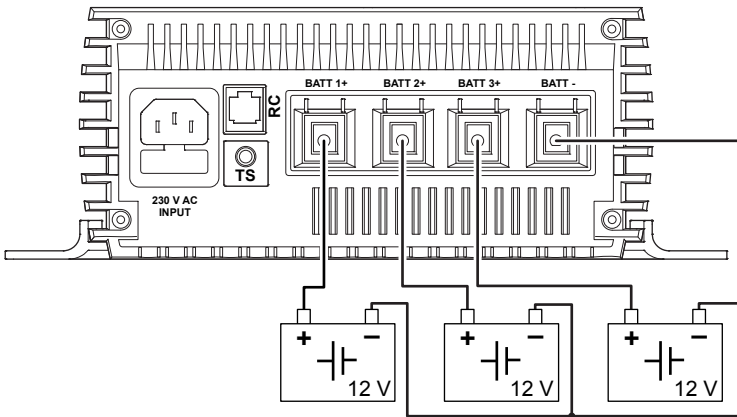 BATT 1+ BATT 2+ BATT 3+ BATT -
RC
TS
230 V AC
INPUT
+ − + − + −
12 V 12 V 12 V